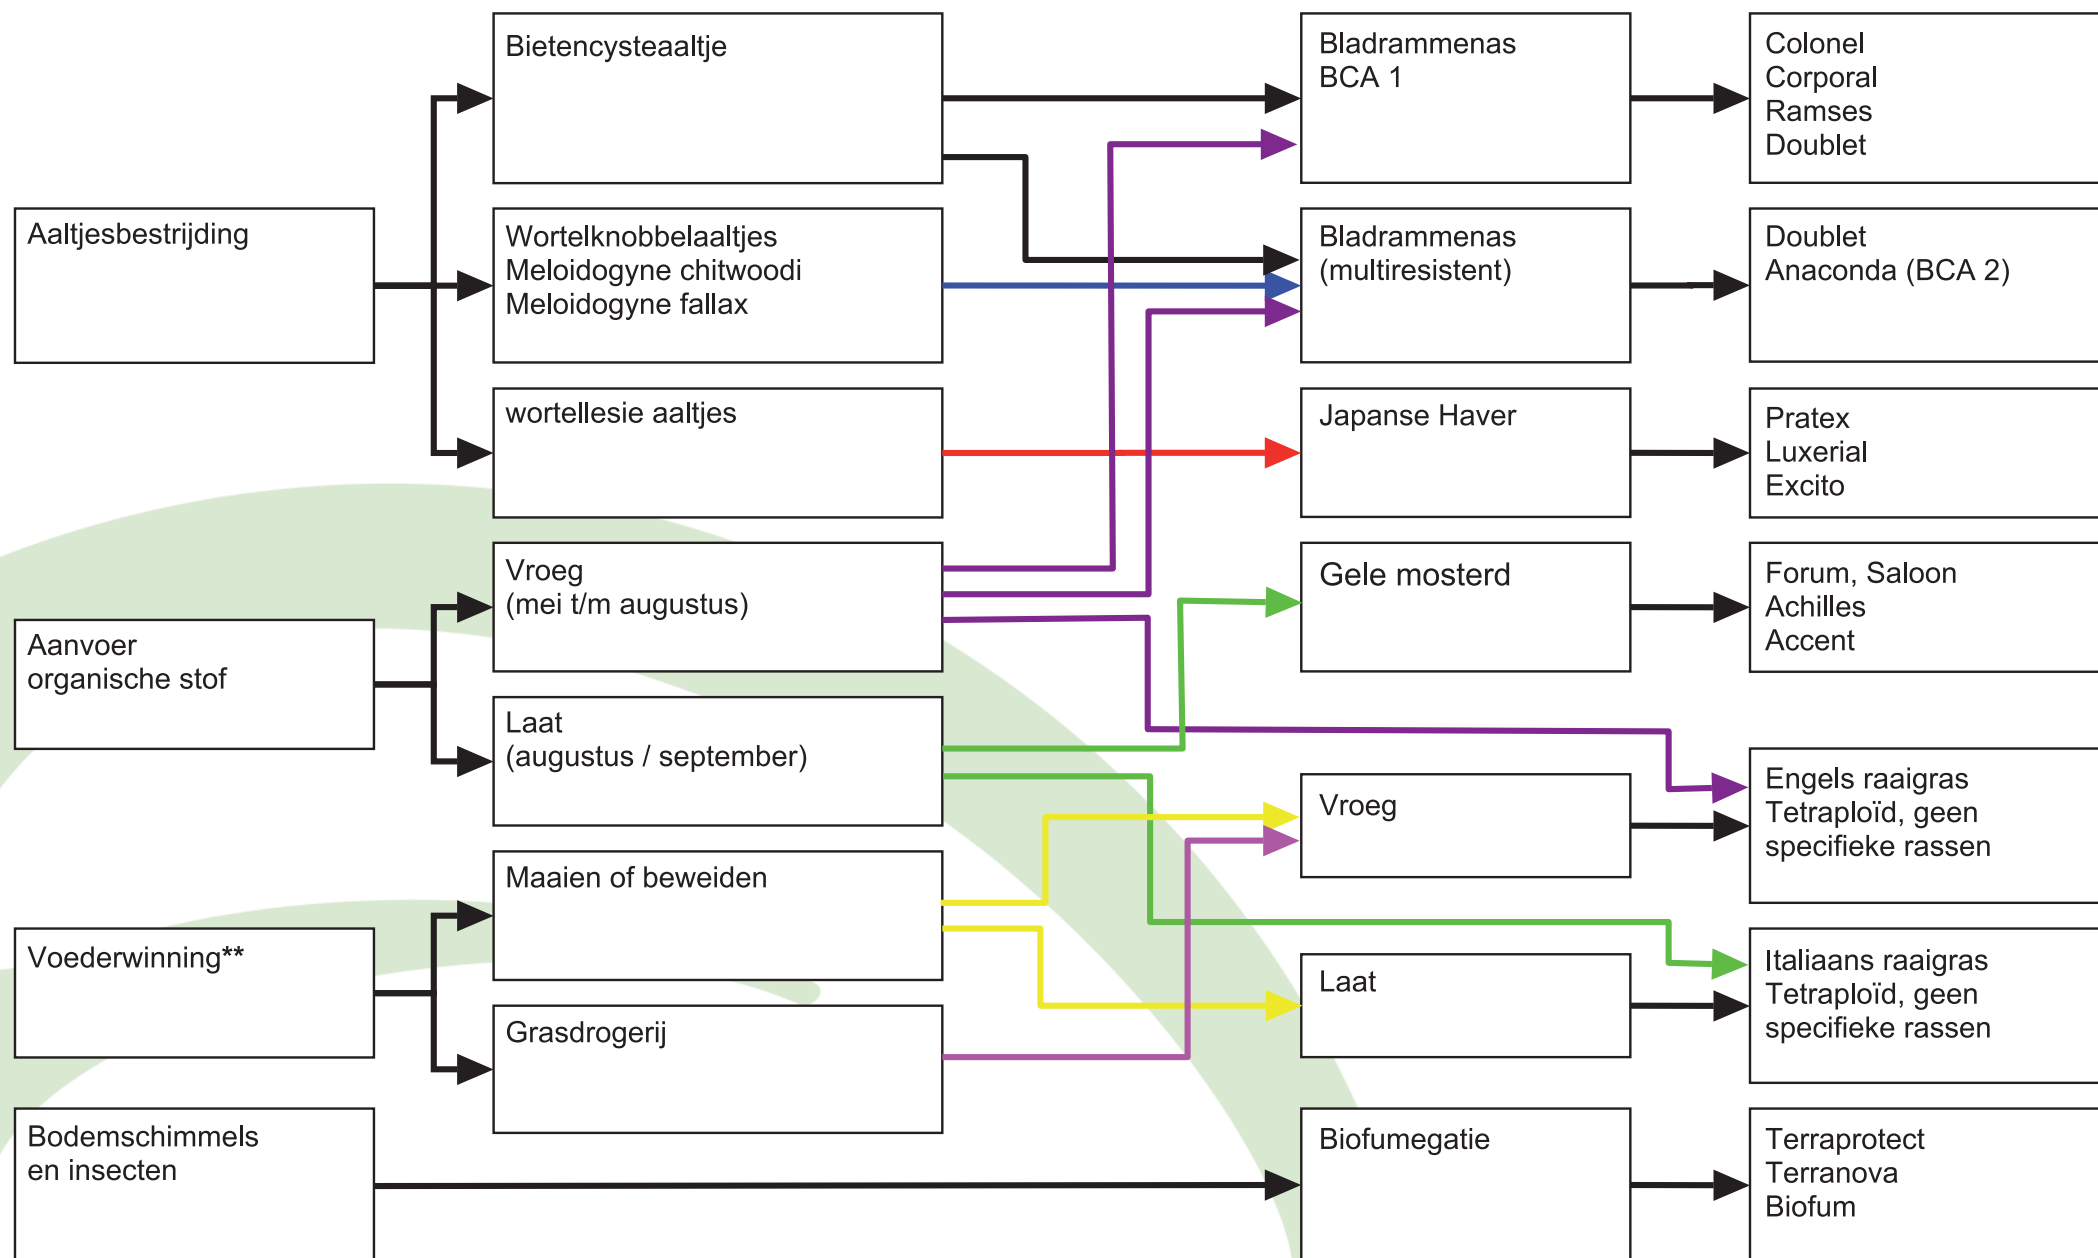 Aaltjesbestrijding
Aanvoer
organische stof
Voederwinning**
Bodemschimmels
en insecten
Bietencysteaaltje
Wortelknobbelaaltjes
Meloidogyne chitwoodi
Meloidogyne fallax
wortellesie aaltjes
Vroeg
(mei t/m augustus)
Laat
(augustus / september)
Maaien of beweiden
Grasdrogerij
Bladrammenas
BCA 1
Bladrammenas
(multiresistent)
Japanse Haver
Gele mosterd
Vroeg
Laat
Biofumegatie
Colonel
Corporal
Ramses
Doublet
Doublet
Anaconda (BCA 2)
Pratex
Luxerial
Excito
Forum, Saloon
Achilles
Accent
Engels raaigras
Tetraploïd, geen
specifieke rassen
Italiaans raaigras
Tetraploïd, geen
specifieke rassen
Terraprotect
Terranova
Biofum